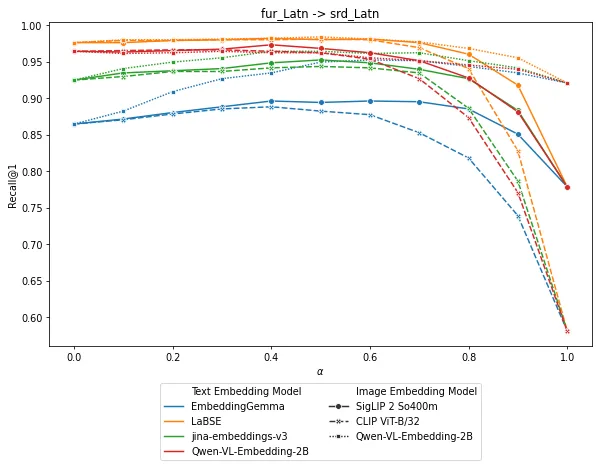 fur_Latn -> srd_Latn
Recall@1
1.00
0.95
0.90
0.85
0.80
0.75
0.70
0.65
0.60
0.0
0.2
0.4
0.6
0.8
1.0
α
Text Embedding Model
EmbeddingGemma
LaBSE
jina-embeddings-v3
Qwen-VL-Embedding-2B
Image Embedding Model
SigLIP 2 So400m
CLIP ViT-B/32
Qwen-VL-Embedding-2B